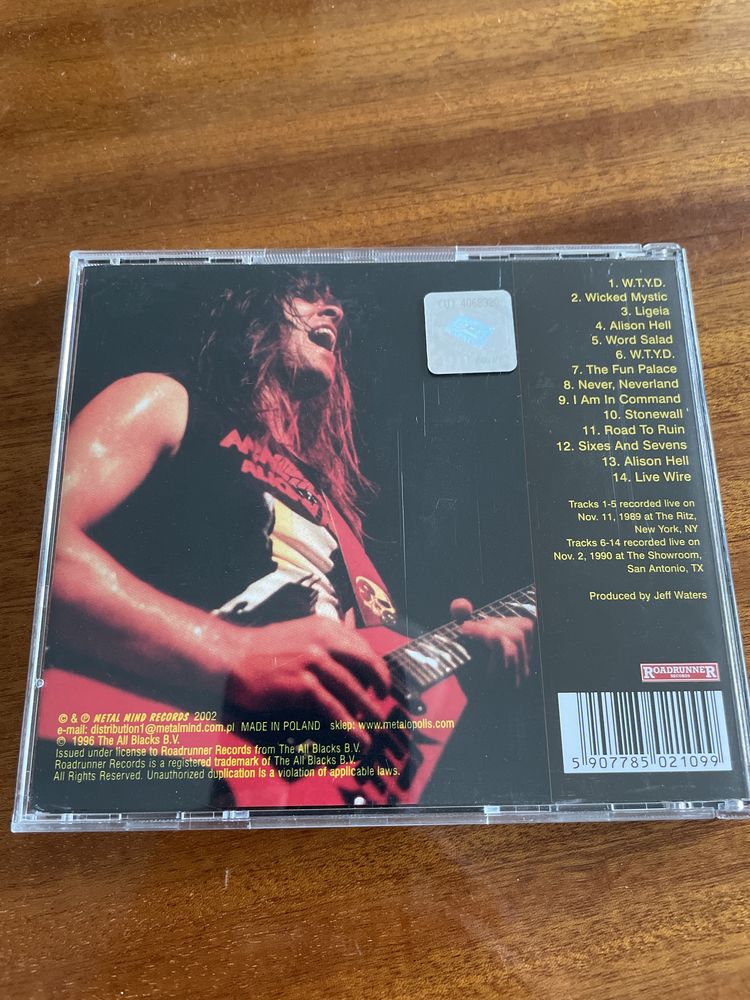 1. W.T.Y.D.
2. Wicked Mystic
3. Ligeia
4. Alison Hell
5. Word Salad
6. W.T.Y.D.
7. The Fun Palace
8. Never, Neverland
9. I Am In Command
10. Stonewall
11. Road To Ruin
12. Sixes And Sevens
13. Alison Hell
14. Live Wire
Tracks 1-5 recorded live on
Nov. 11, 1989 at The Ritz,
New York, NY
Tracks 6-14 recorded live on
Nov. 2, 1990 at The Showroom,
San Antonio, TX
Produced by Jeff Waters
ROADRUNNER
RECORDS
© & ℗ METAL MIND RECORDS 2002
e-mail: distribution1@metalmind.com.pl MADE IN POLAND sklep: www.metalopolis.com
© 1996 The All Blacks B.V.
Issued under license to Roadrunner Records from The All Blacks B.V.
Roadrunner Records is a registered trademark of The All Blacks B.V.
All Rights Reserved. Unauthorized duplication is a violation of applicable laws.
5 907785 021099